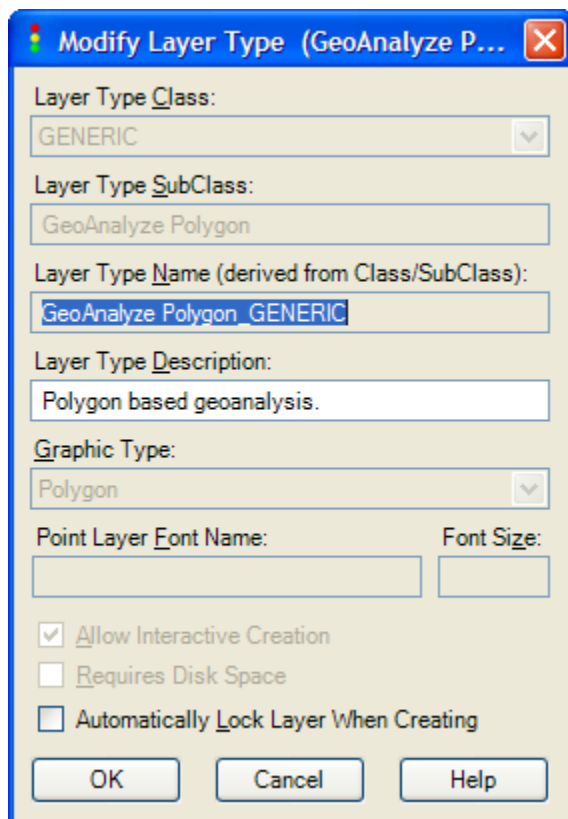 Modify Layer Type (GeoAnalyze P...
Layer Type Class:
GENERIC
Layer Type SubClass:
GeoAnalyze Polygon
Layer Type Name (derived from Class/SubClass):
GeoAnalyze Polygon_GENERIC
Layer Type Description:
Polygon based geoanalysis.
Graphic Type:
Polygon
Point Layer Font Name: Font Size:
Allow Interactive Creation
Requires Disk Space
Automatically Lock Layer When Creating
OK Cancel Help